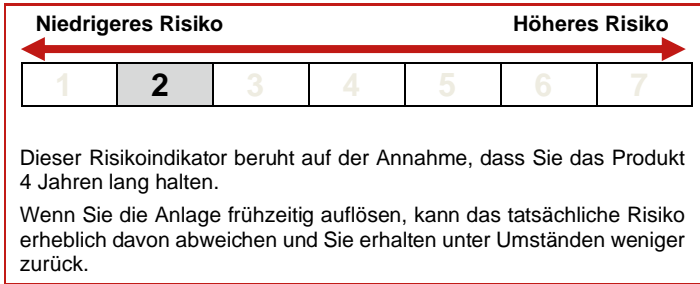 Niedrigeres Risiko Höheres Risiko
1 2 3 4 5 6 7
Dieser Risikoindikator beruht auf der Annahme, dass Sie das Produkt
4 Jahren lang halten.
Wenn Sie die Anlage frühzeitig auflösen, kann das tatsächliche Risiko
erheblich davon abweichen und Sie erhalten unter Umständen weniger
zurück.